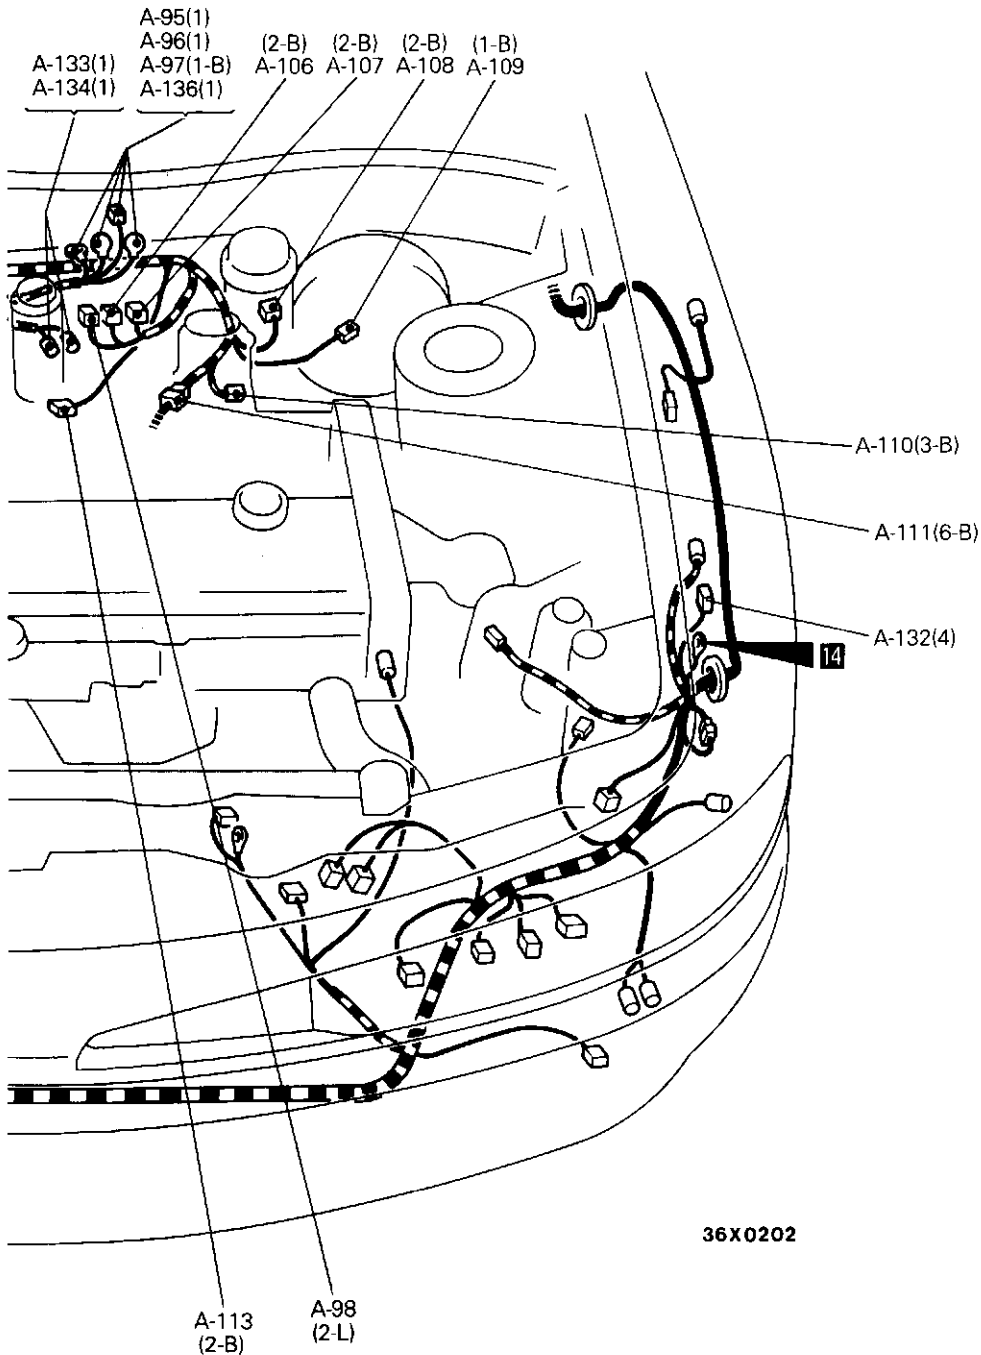 A-95(1)
A-96(1)
A-97(1-B)
A-136(1)
A-133(1)
A-134(1)
(2-B)
A-106
(2-B)
A-107
(2-B)
A-108
(1-B)
A-109
A-110(3-B)
A-111(6-B)
A-132(4)
14
36X0202
A-113
(2-B)
A-98
(2-L)